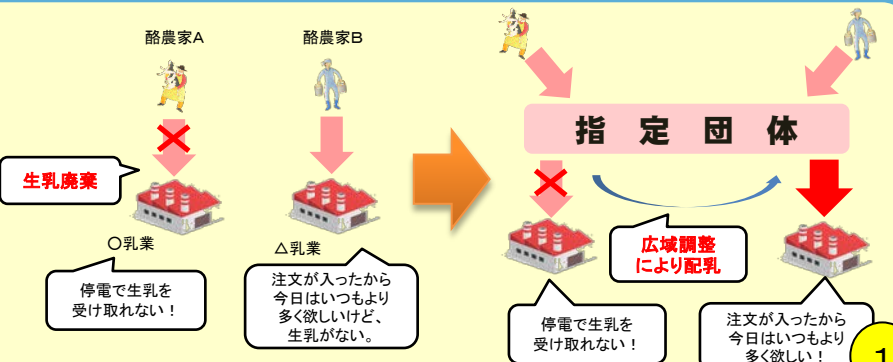 酪農家A
酪農家B
生乳廃棄
〇乳業
△乳業
停電で生乳を
受け取れない！
注文が入ったから
今日はいつもより
多く欲しいけど、
生乳がない。
指定団体
広域調整
により配乳
停電で生乳を
受け取れない！
注文が入ったから
今日はいつもより
多く欲しい！
1